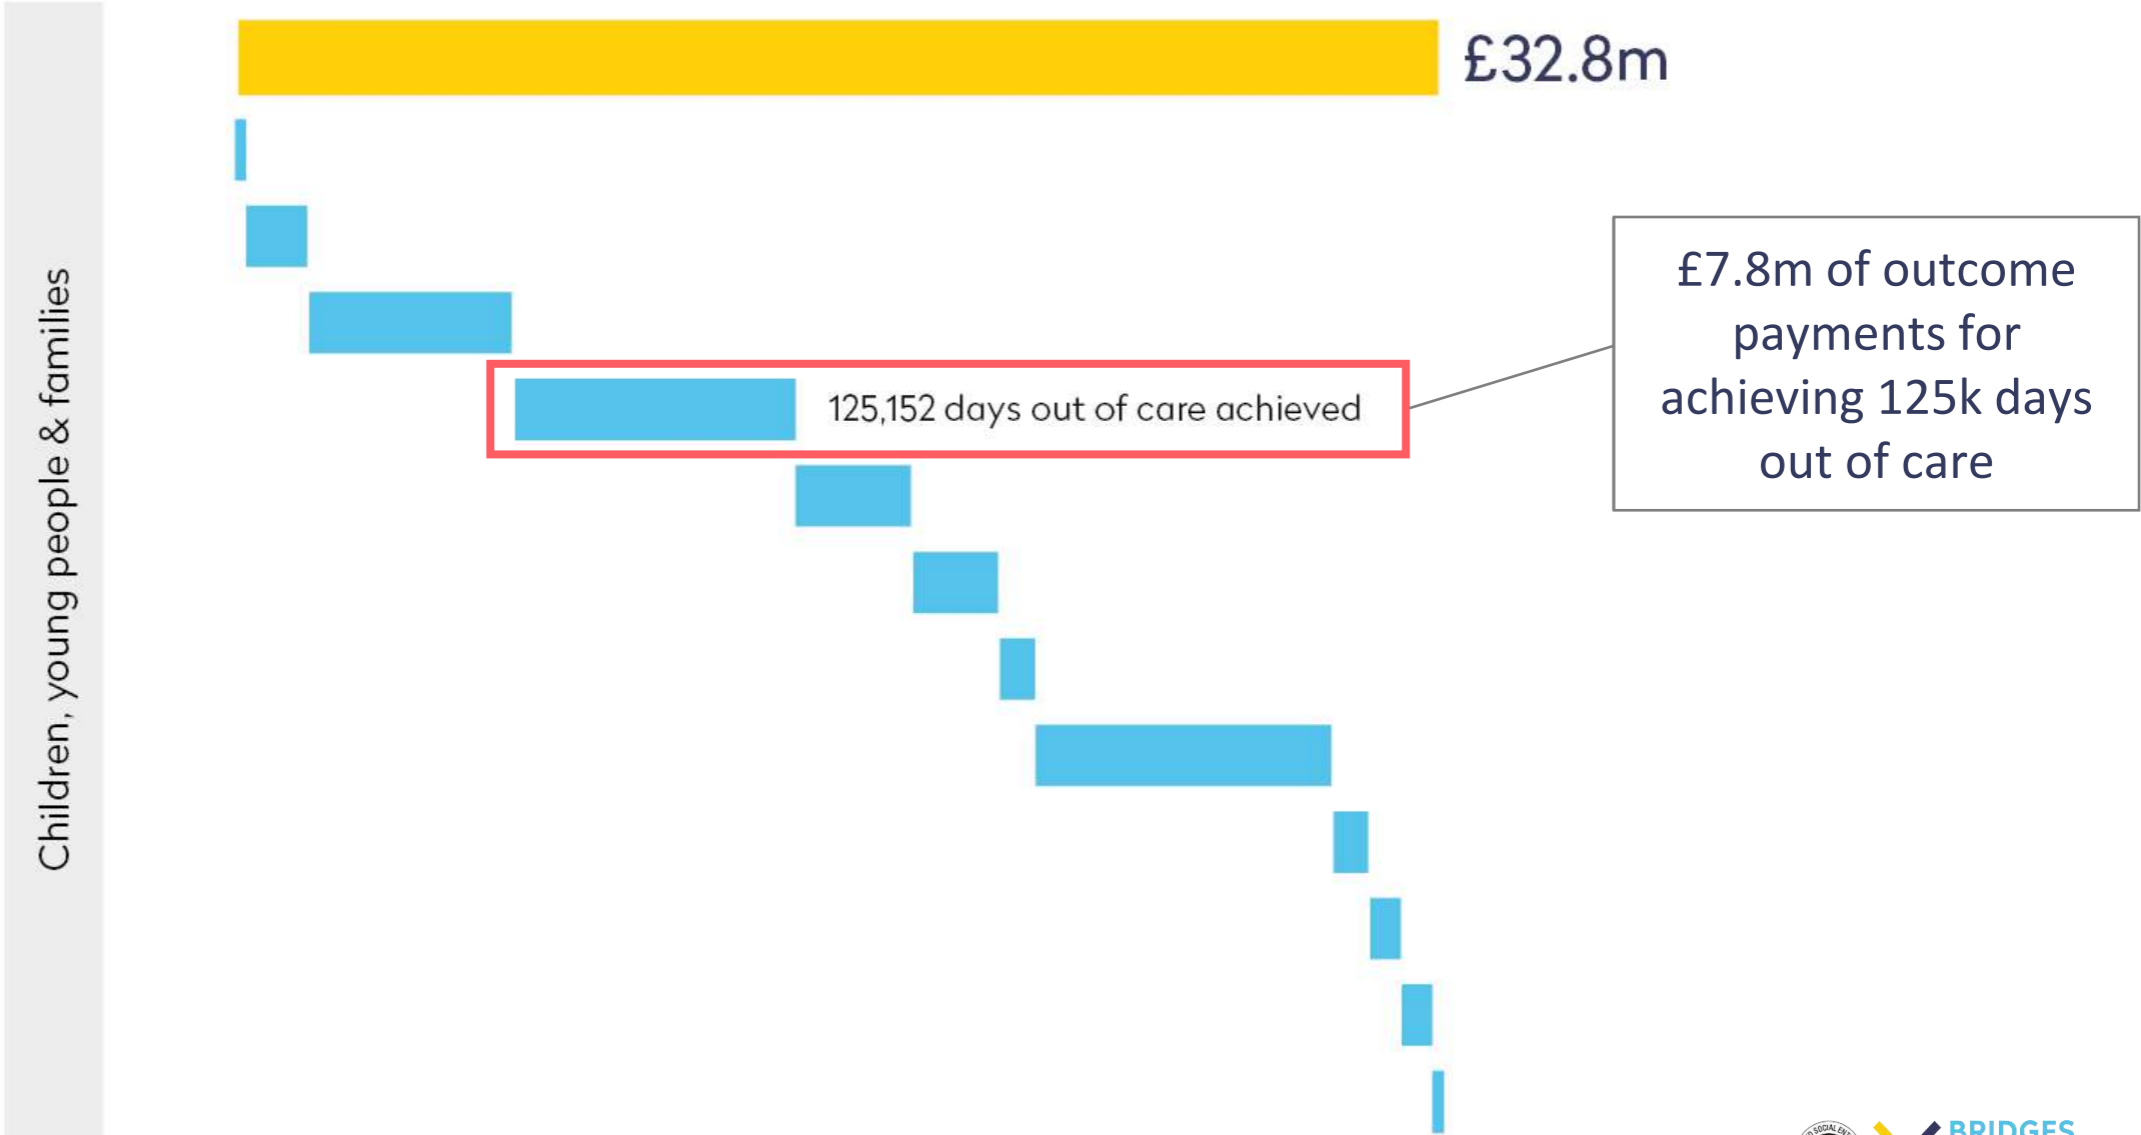 Children, young people & families
£32.8m
125,152 days out of care achieved
£7.8m of outcome
payments for
achieving 125k days
out of care
BRIDGES